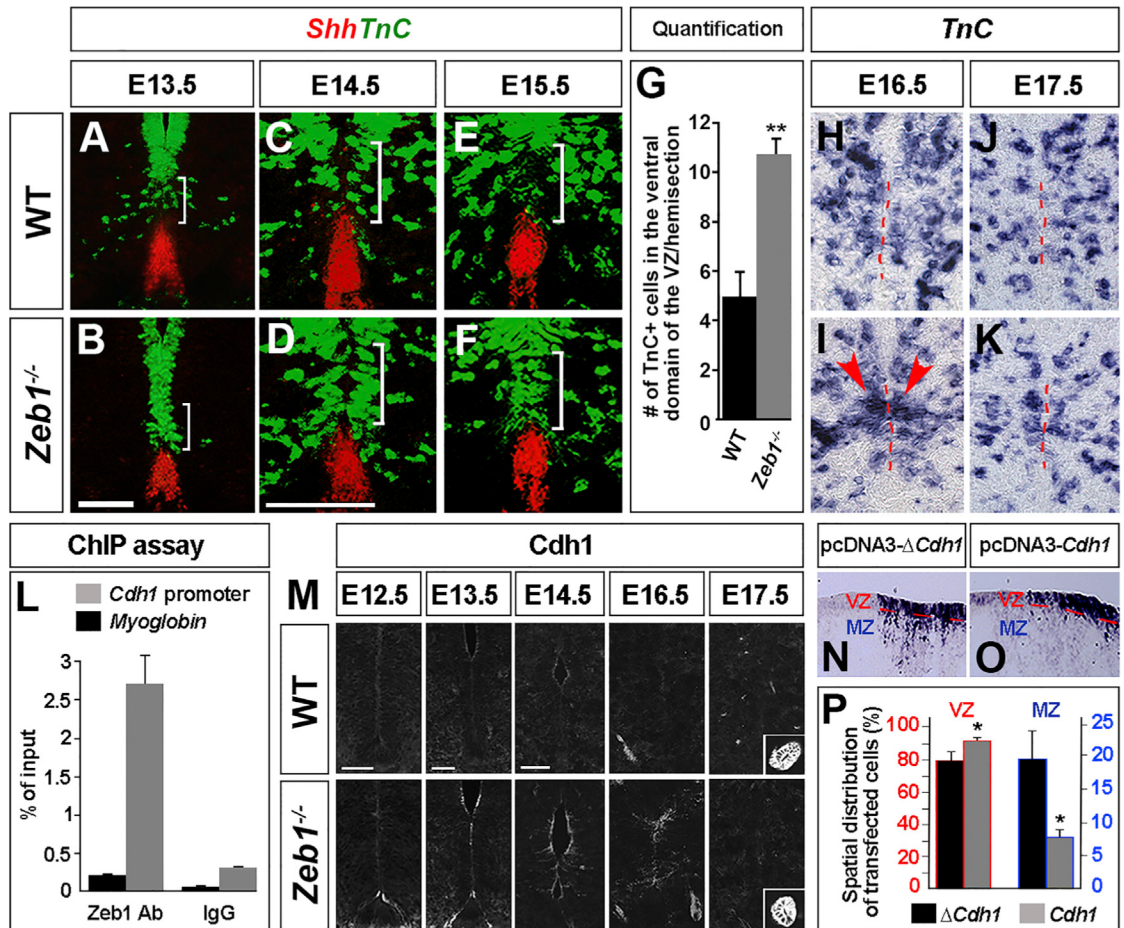 ShhTnC
Quantification
TnC
E13.5
E14.5
E15.5
E16.5
E17.5
WT
Zeb1-/-
A
C
E
B
D
F
G
# of TnC+ cells in the ventral
domain of the VZ/hemisection
12
10
8
6
4
2
0
**
WT
Zeb1-/-
H
J
I
K
ChIP assay
L
Cdh1 promoter
Myoglobin
% of input
3
2.5
2
1.5
1
0.5
0
Zeb1 Ab
IgG
Cdh1
M
E12.5
E13.5
E14.5
E16.5
E17.5
WT
Zeb1-/-
pcDNA3-ΔCdh1
pcDNA3-Cdh1
VZ
MZ
N
VZ
MZ
O
P
VZ
MZ
Spatial distribution
of transfected cells (%)
100
80
60
80
40
20
0
*
*
25
20
15
10
5
0
ΔCdh1
Cdh1